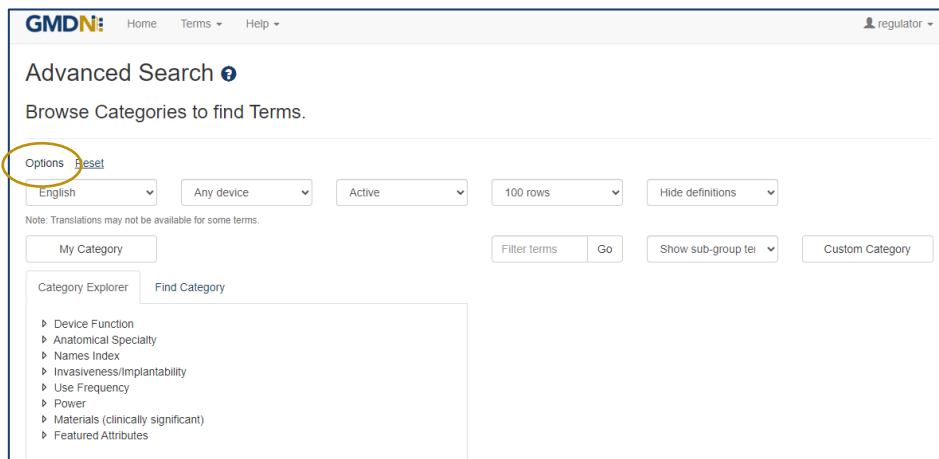 GMDN Home Terms Help regulator
Advanced Search ?
Browse Categories to find Terms.
Options Reset
English Any device Active 100 rows Hide definitions
Note: Translations may not be available for some terms.
My Category Filter terms Go Show sub-group ter Custom Category
Category Explorer Find Category
Device Function
Anatomical Specialty
Names Index
Invasiveness/Implantability
Use Frequency
Power
Materials (clinically significant)
Featured Attributes